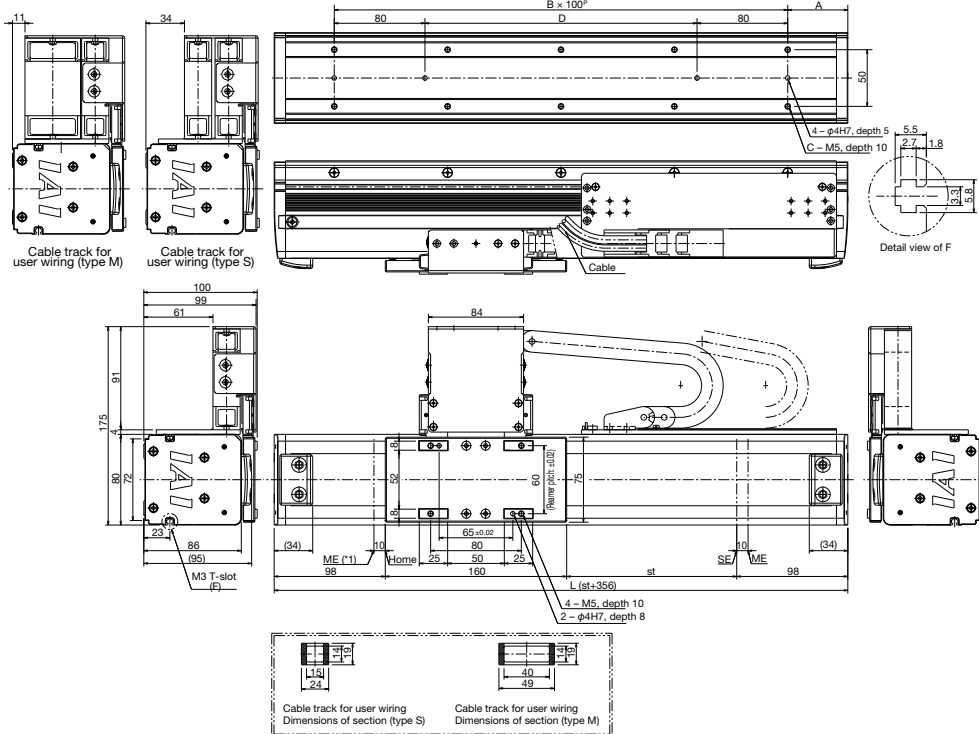 B × 100P
A
80
D
80
50
4 – φ4H7, depth 5
C – M5, depth 10
11
34
IAI
IAI
Cable track for
user wiring (type M)
Cable track for
user wiring (type S)
Cable
5.5
2.7
1.8
3.3
5.8
Detail view of F
100
99
61
84
175
91
4
80
72
IAI
23
86
(95)
M3 T-slot
(F)
8
52
8
60
(Reamer pitch: ±0.02)
75
65±0.02
80
25
50
25
(34)
ME (*1)
10
Home
98
160
st
SE
10
ME
(34)
98
L (st+356)
4 – M5, depth 10
2 – φ4H7, depth 8
IAI
14
19
15
24
Cable track for user wiring
Dimensions of section (type S)
14
19
40
49
Cable track for user wiring
Dimensions of section (type M)